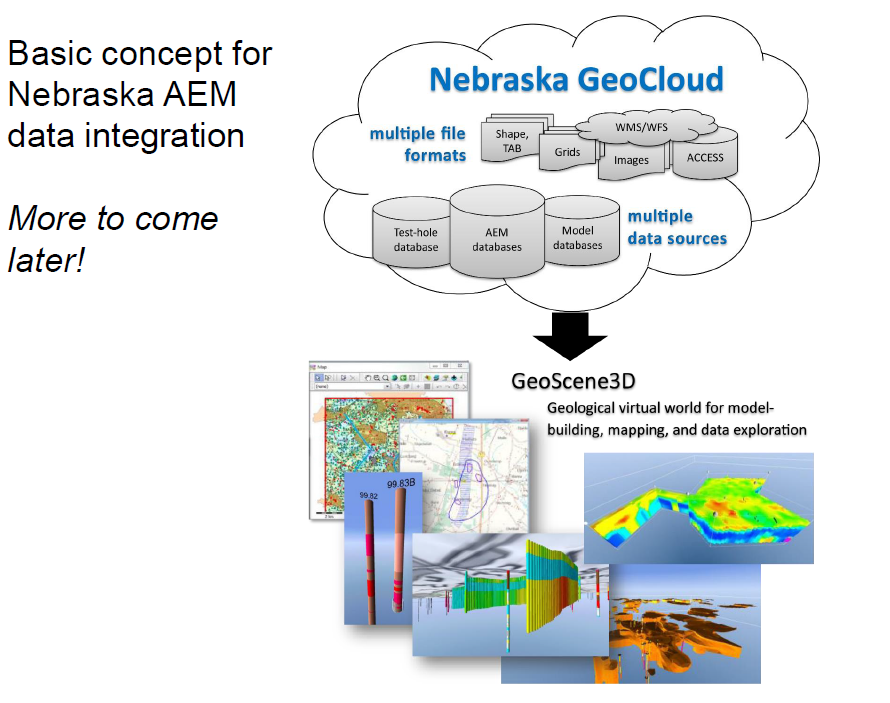 Basic concept for
Nebraska AEM
data integration
More to come
later!
Nebraska GeoCloud
multiple file
formats
Shape,
TAB
Grids
WMS/WFS
Images
ACCESS
Test-hole
database
AEM
databases
Model
databases
multiple
data sources
GeoScene3D
Geological virtual world for model-
building, mapping, and data exploration
99.82
99.83B